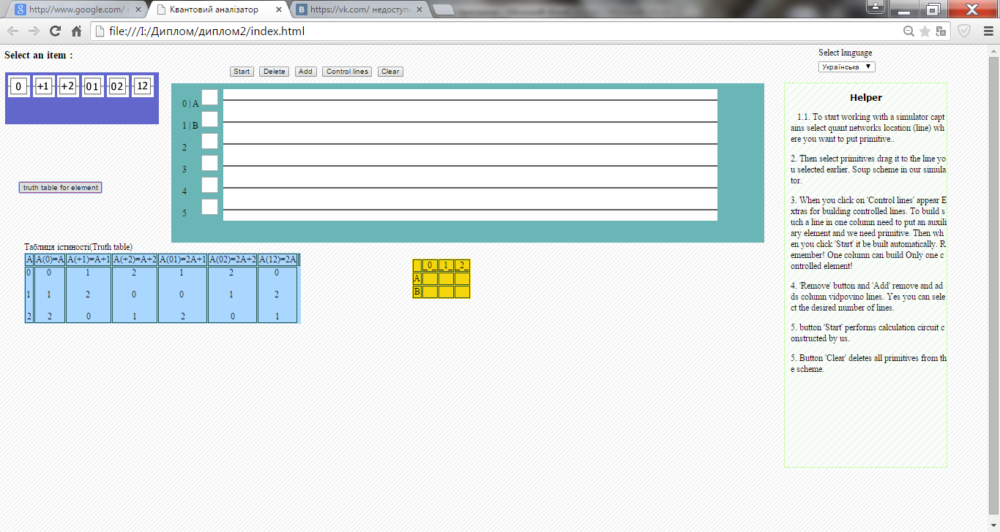 http://www.google.com/
Квантовий аналізатор
https://vk.com/ недоступ
file:///I:/Диплом/диплом2/index.html
Select an item :
0 +1 +2 01 02 12
Start Delete Add Control lines Clear
Select language
Українська
0 | A
1 | B
2
3
4
5
truth table for element
Таблиця істиності(Truth table)
A A(0)=A A(+1)=A+1 A(+2)=A+2 A(01)=2A+1 A(02)=2A+2 A(12)=2A
0 0 1 2 1 2 0
1 1 2 0 0 1 2
2 2 0 1 2 0 1
_0_ _1_ _2_
A
B
Helper
1.1. To start working with a simulator capt
ains select quant networks location (line) wh
ere you want to put primitive..
2. Then select primitives drag it to the line yo
u selected earlier. Soup scheme in our simula
tor.
3. When you click on 'Control lines' appear E
xtras for building controlled lines. To build s
uch a line in one column need to put an auxili
ary element and we need primitive. Then wh
en you click 'Start' it be built automatically. R
emember! One column can build Only one c
ontrolled element!
4. 'Remove' button and 'Add' remove and ad
ds column vidpovino lines. Yes you can sele
ct the desired number of lines.
5. button 'Start' performs calculation circuit c
onstructed by us.
5. Button 'Clear' deletes all primitives from th
e scheme.